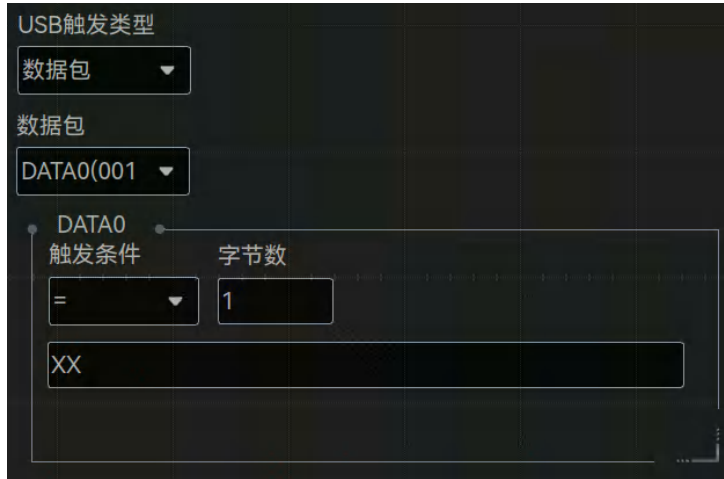 USB触发类型
数据包
数据包
DATA0(001
DATA0
触发条件 字节数
= 1
XX